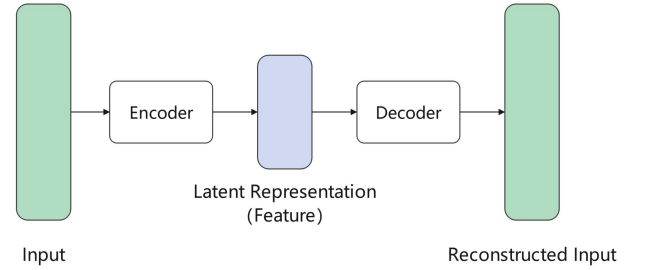 Encoder
Decoder
Latent Representation
(Feature)
Input
Reconstructed Input